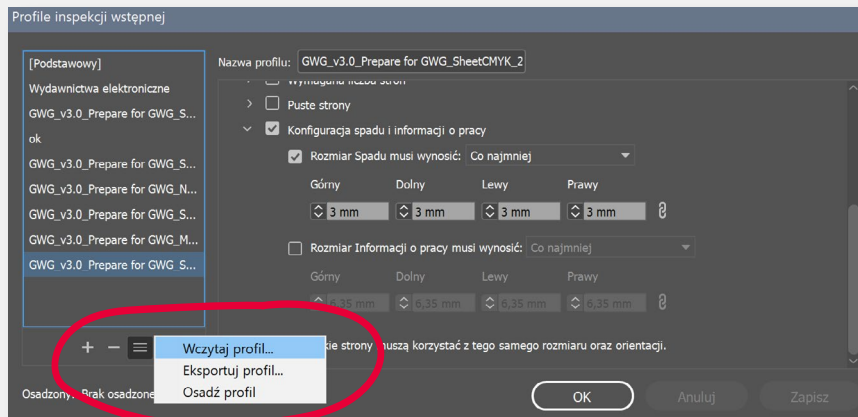 Profile inspekcji wstępnej
[Podstawowy]
Wydawnictwa elektroniczne
GWG_v3.0_Prepare for GWG_S...
ok
GWG_v3.0_Prepare for GWG_S...
GWG_v3.0_Prepare for GWG_N...
GWG_v3.0_Prepare for GWG_S...
GWG_v3.0_Prepare for GWG_M...
GWG_v3.0_Prepare for GWG_S...
Nazwa profilu: GWG_v3.0_Prepare for GWG_SheetCMYK_2
Wymagana liczba stron
Puste strony
Konfiguracja spadu i informacji o pracy
Rozmiar Spadu musi wynosić: Co najmniej
Górny Dolny Lewy Prawy
3 mm 3 mm 3 mm 3 mm
Rozmiar Informacji o pracy musi wynosić: Co najmniej
Górny Dolny Lewy Prawy
6,35 mm 6,35 mm 6,35 mm 6,35 mm
kie strony muszą korzystać z tego samego rozmiaru oraz orientacji.
Wczytaj profil...
Eksportuj profil...
Osadź profil
Osadzony: Brak osadzone
OK Anuluj Zapisz